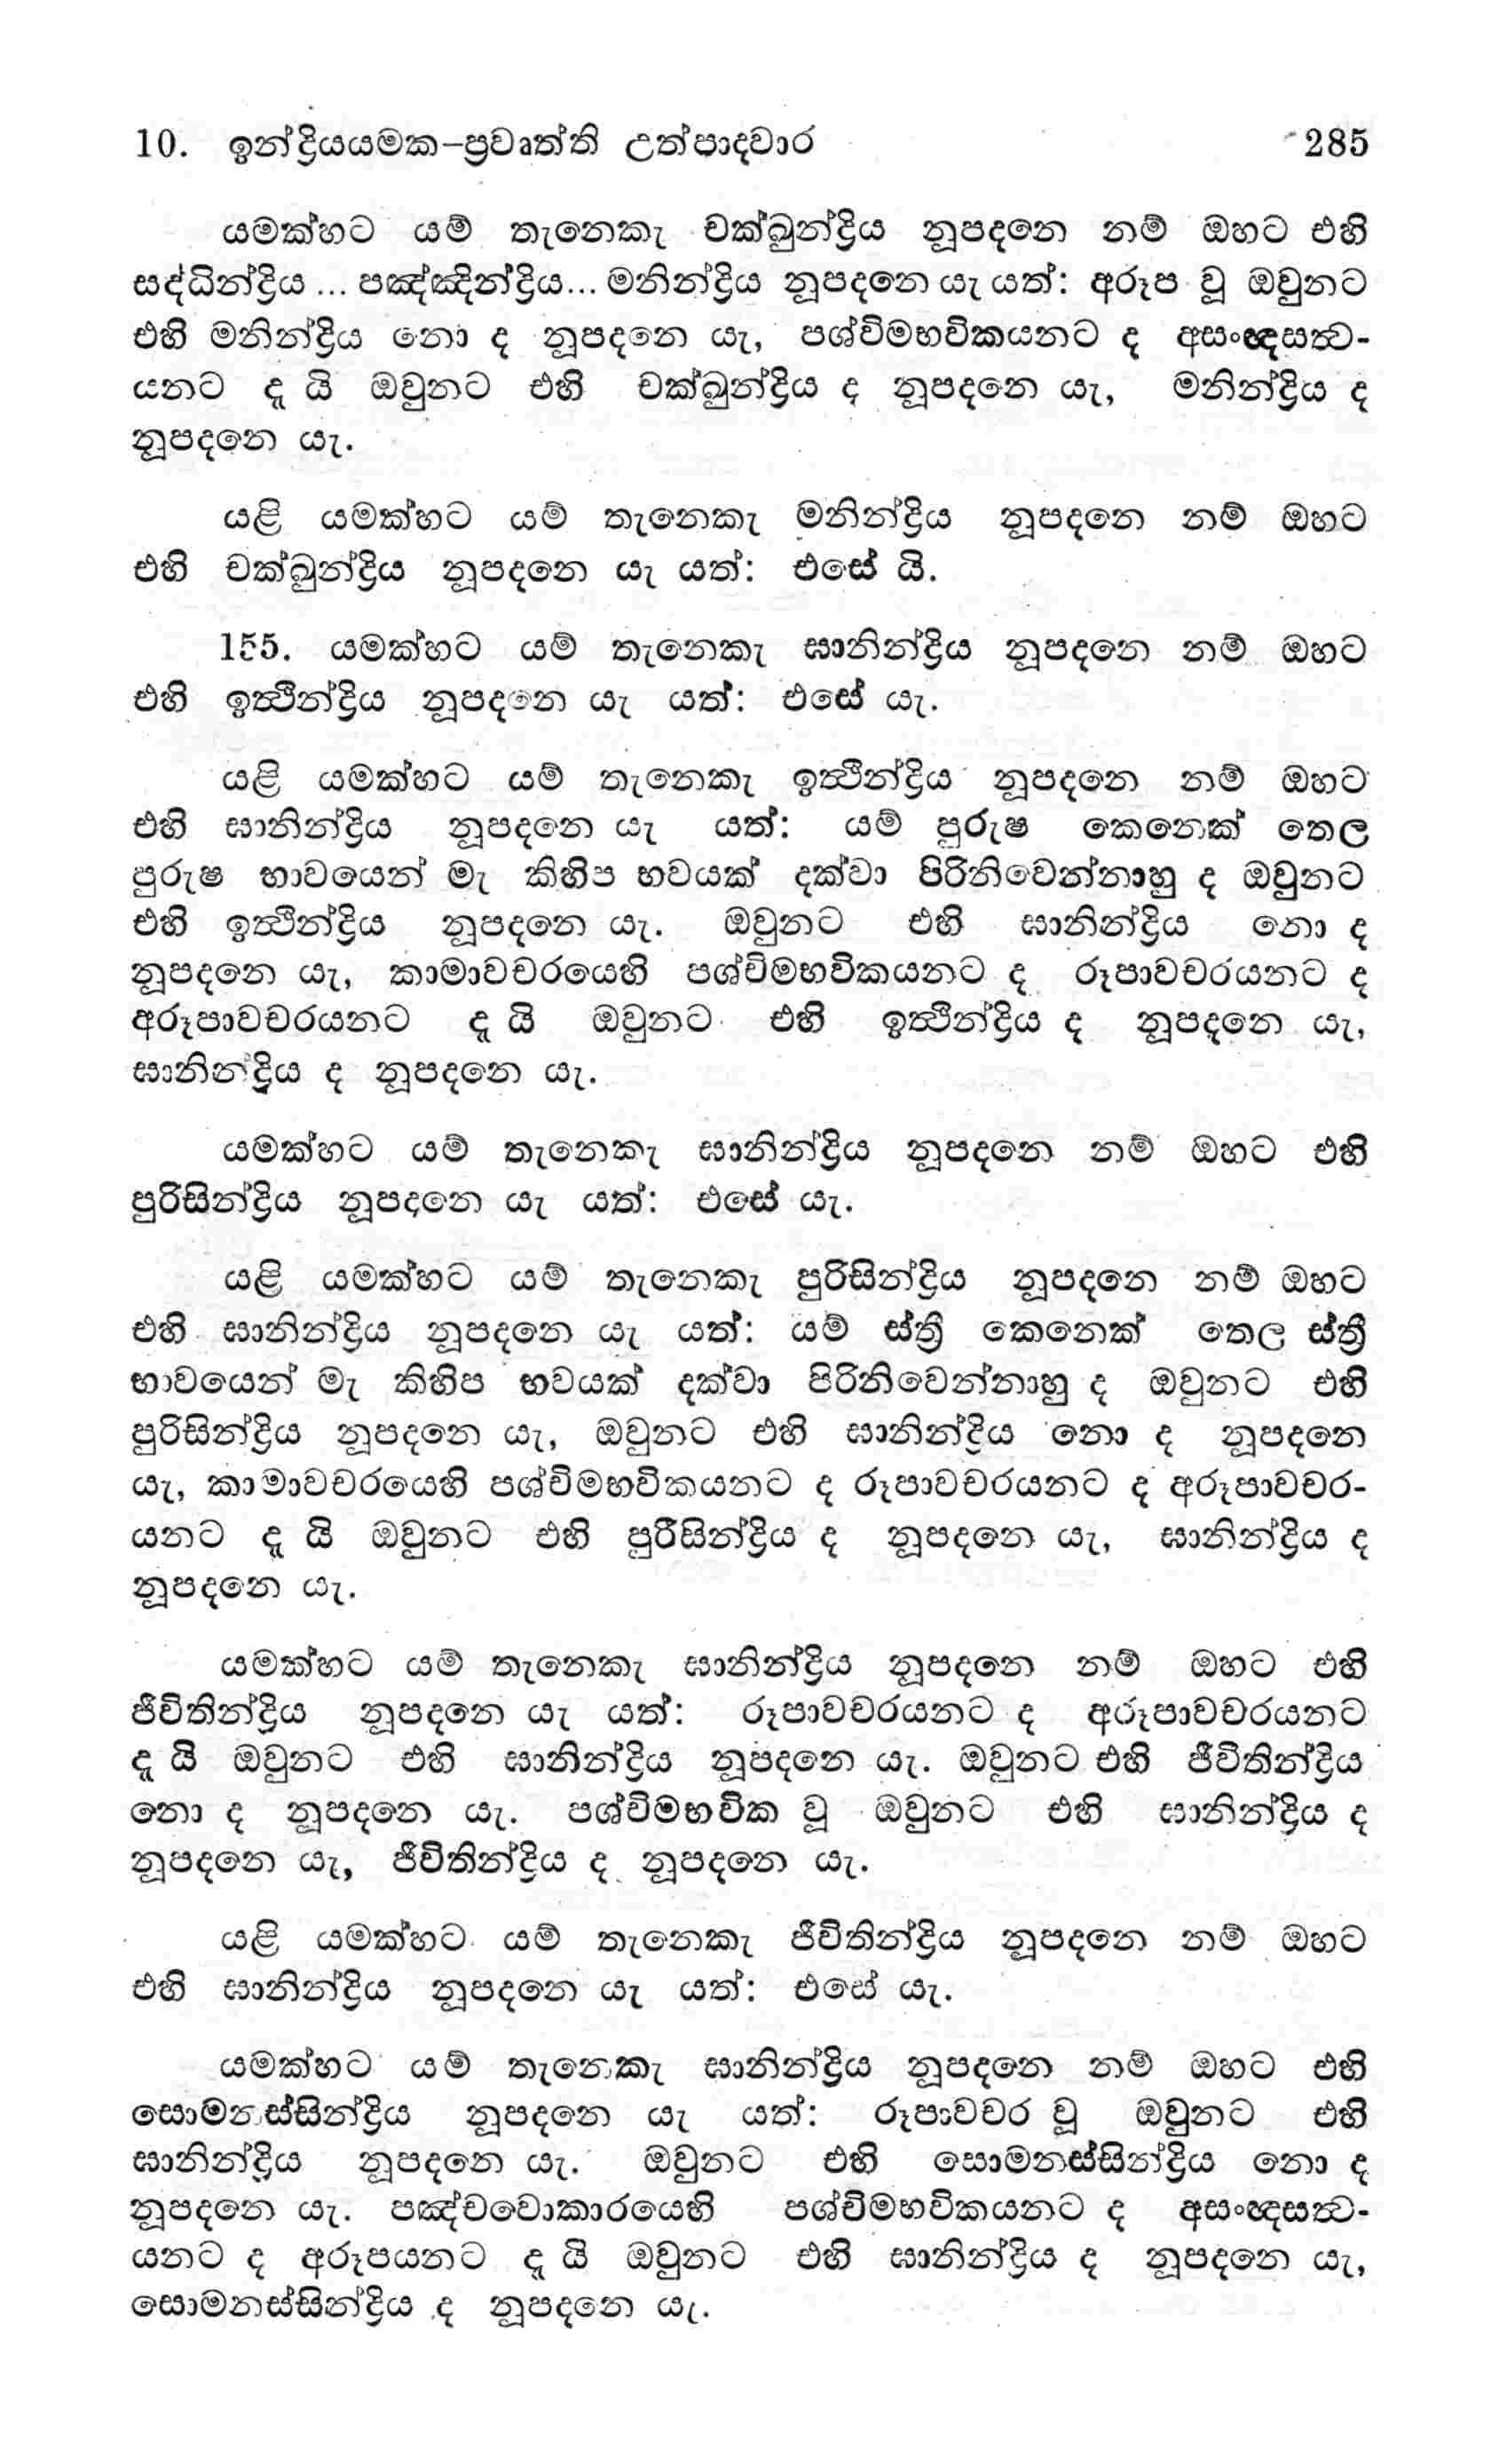 10. ඉන්ද්‍රියයමක–ප්‍රවෘත්ති උත්පාදවාර 285
යමක්හට යම් තැනෙකැ චක්ඛුන්ද්‍රිය නූපදනෙ නම් ඔහට එහි
සද්ධින්ද්‍රිය ... පඤ්ඤින්ද්‍රිය... මනින්ද්‍රිය නූපදනෙ යැ යත්: අරූප වූ ඔවුනට
එහි මනින්ද්‍රිය නො ද නූපදනෙ යැ, පශ්චිමභවිකයනට ද අසංඥසත්ව-
යනට දැ යි ඔවුනට එහි චක්ඛුන්ද්‍රිය ද නූපදනෙ යැ, මනින්ද්‍රිය ද
නූපදනෙ යැ.
යළි යමක්හට යම් තැනෙකැ මනින්ද්‍රිය නූපදනෙ නම් ඔහට
එහි චක්ඛුන්ද්‍රිය නූපදනෙ යැ යත්: එසේ යි.
155. යමක්හට යම් තැනෙකැ ඝානින්ද්‍රිය නූපදනෙ නම් ඔහට
එහි ඉත්ථින්ද්‍රිය නූපදනෙ යැ යත්: එසේ යැ.
යළි යමක්හට යම් තැනෙකැ ඉත්ථින්ද්‍රිය නූපදනෙ නම් ඔහට
එහි ඝානින්ද්‍රිය නූපදනෙ යැ යත්: යම් පුරුෂ කෙනෙක් තෙල
පුරුෂ භාවයෙන් මැ කිහිප භවයක් දක්වා පිරිනිවෙන්නාහු ද ඔවුනට
එහි ඉත්ථින්ද්‍රිය නූපදනෙ යැ. ඔවුනට එහි ඝානින්ද්‍රිය නො ද
නූපදනෙ යැ, කාමාවචරයෙහි පශ්චිමභවිකයනට ද රූපාවචරයනට ද
අරූපාවචරයනට දැ යි ඔවුනට එහි ඉත්ථින්ද්‍රිය ද නූපදනෙ යැ,
ඝානින්ද්‍රිය ද නූපදනෙ යැ.
යමක්හට යම් තැනෙකැ ඝානින්ද්‍රිය නූපදනෙ නම් ඔහට එහි
පුරිසින්ද්‍රිය නූපදනෙ යැ යත්: එසේ යැ.
යළි යමක්හට යම් තැනෙකැ පුරිසින්ද්‍රිය නූපදනෙ නම් ඔහට
එහි ඝානින්ද්‍රිය නූපදනෙ යැ යත්: යම් ස්ත්‍රී කෙනෙක් තෙල ස්ත්‍රී
භාවයෙන් මැ කිහිප භවයක් දක්වා පිරිනිවෙන්නාහු ද ඔවුනට එහි
පුරිසින්ද්‍රිය නූපදනෙ යැ, ඔවුනට එහි ඝානින්ද්‍රිය නො ද නූපදනෙ
යැ, කාමාවචරයෙහි පශ්චිමභවිකයනට ද රූපාවචරයනට ද අරූපාවචර-
යනට දැ යි ඔවුනට එහි පුරිසින්ද්‍රිය ද නූපදනෙ යැ, ඝානින්ද්‍රිය ද
නූපදනෙ යැ.
යමක්හට යම් තැනෙකැ ඝානින්ද්‍රිය නූපදනෙ නම් ඔහට එහි
ජීවිතින්ද්‍රිය නූපදනෙ යැ යත්: රූපාවචරයනට ද අරූපාවචරයනට
දැ යි ඔවුනට එහි ඝානින්ද්‍රිය නූපදනෙ යැ. ඔවුනට එහි ජීවිතින්ද්‍රිය
නො ද නූපදනෙ යැ. පශ්චිමභවික වූ ඔවුනට එහි ඝානින්ද්‍රිය ද
නූපදනෙ යැ, ජීවිතින්ද්‍රිය ද නූපදනෙ යැ.
යළි යමක්හට යම් තැනෙකැ ජීවිතින්ද්‍රිය නූපදනෙ නම් ඔහට
එහි ඝානින්ද්‍රිය නූපදනෙ යැ යත්: එසේ යැ.
යමක්හට යම් තැනෙකැ ඝානින්ද්‍රිය නූපදනෙ නම් ඔහට එහි
සොමනස්සින්ද්‍රිය නූපදනෙ යැ යත්: රූපාවචර වූ ඔවුනට එහි
ඝානින්ද්‍රිය නූපදනෙ යැ. ඔවුනට එහි සොමනස්සින්ද්‍රිය නො ද
නූපදනෙ යැ. පඤ්චවොකාරයෙහි පශ්චිමභවිකයනට ද අසංඥසත්ව-
යනට ද අරූපයනට දැ යි ඔවුනට එහි ඝානින්ද්‍රිය ද නූපදනෙ යැ,
සොමනස්සින්ද්‍රිය ද නූපදනෙ යැ.